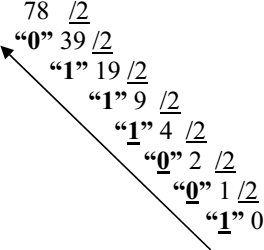 78 /2
“0” 39 /2
“1” 19 /2
“1” 9 /2
“1” 4 /2
“0” 2 /2
“0” 1 /2
“1” 0